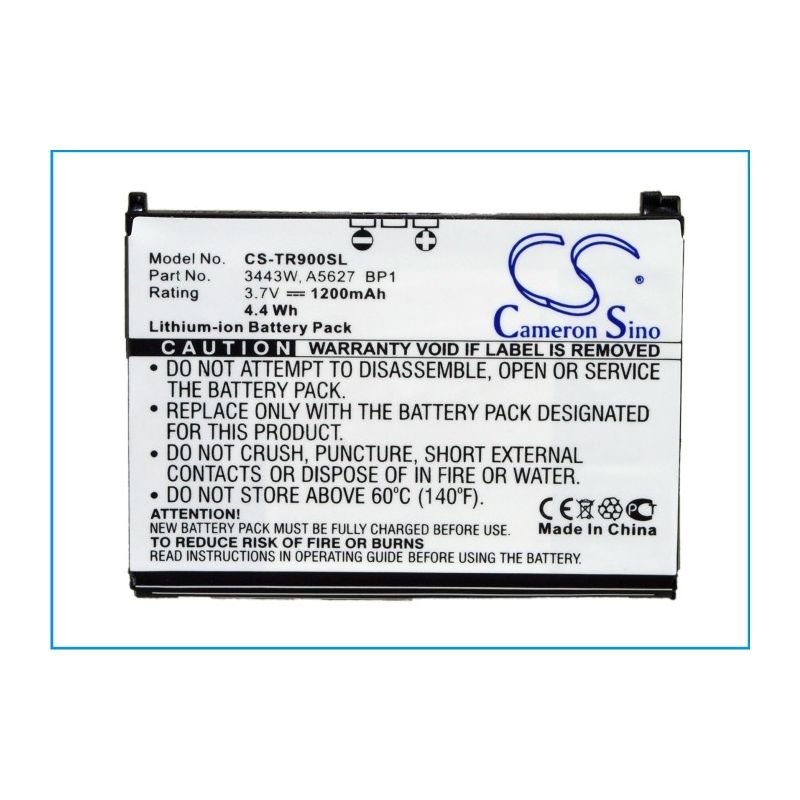 Model No. CS-TR900SL
Part No. 3443W, A5627 BP1
Rating 3.7V 1200mAh
4.4 Wh
Lithium-ion Battery Pack
CS
Cameron Sino
CAUTION WARRANTY VOID IF LABEL IS REMOVED
• DO NOT ATTEMPT TO DISASSEMBLE, OPEN OR SERVICE
THE BATTERY PACK.
• REPLACE ONLY WITH THE BATTERY PACK DESIGNATED
FOR THIS PRODUCT.
• DO NOT CRUSH, PUNCTURE, SHORT EXTERNAL
CONTACTS OR DISPOSE OF IN FIRE OR WATER.
• DO NOT STORE ABOVE 60°C (140°F).
ATTENTION!
NEW BATTERY PACK MUST BE FULLY CHARGED BEFORE USE
TO REDUCE RISK OF FIRE OR BURNS
READ INSTRUCTIONS IN OPERATING GUIDE BEFORE USE
CE PC
Made In China